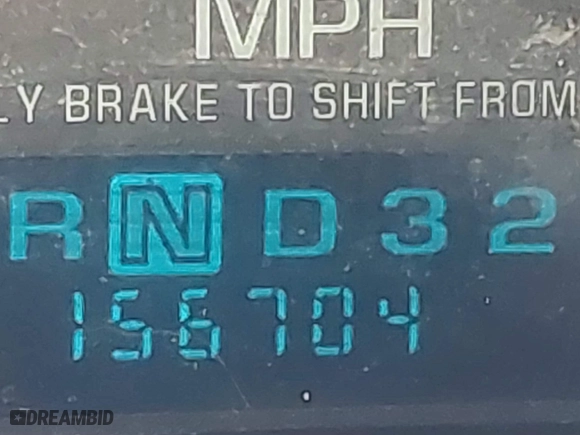 MPH
LY BRAKE TO SHIFT FROM
R N D 3 2
156704
DREAMBID